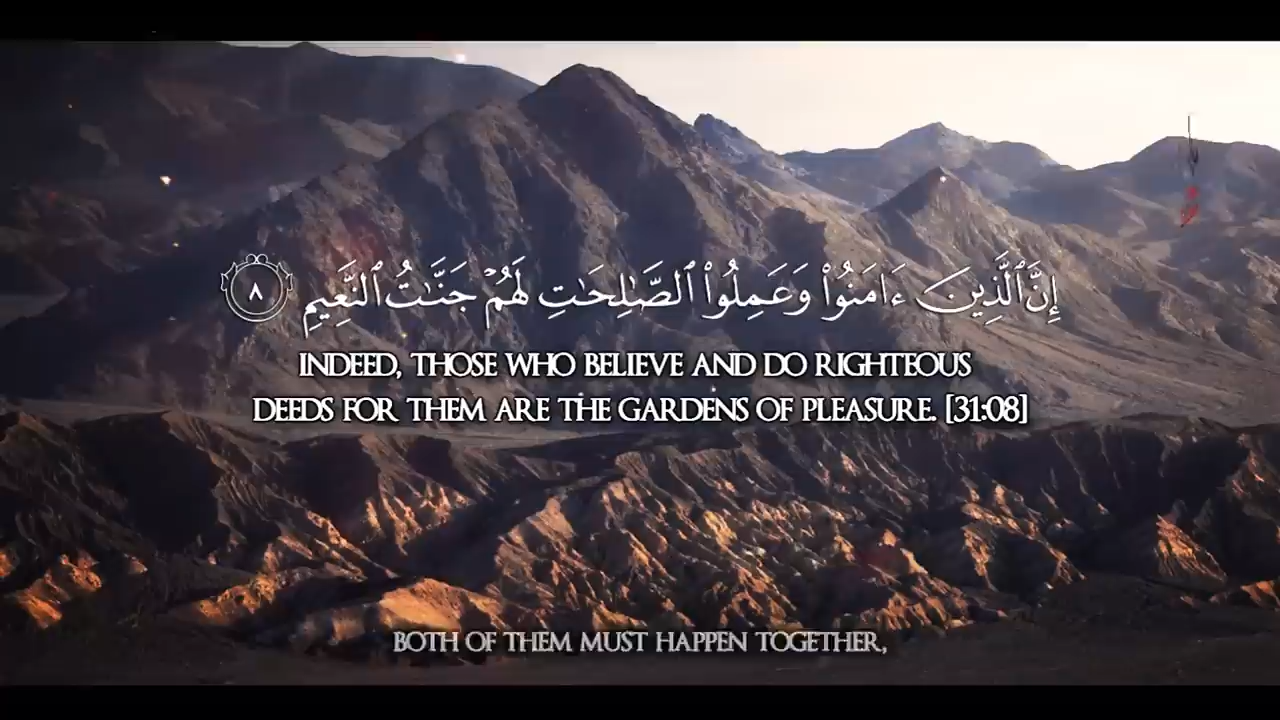 إِنَّ ٱلَّذِينَ ءَامَنُوا۟ وَعَمِلُوا۟ ٱلصَّـٰلِحَـٰتِ لَهُمْ جَنَّـٰتُ ٱلنَّعِيمِ ٨
INDEED, THOSE WHO BELIEVE AND DO RIGHTEOUS
DEEDS FOR THEM ARE THE GARDENS OF PLEASURE. [31:08]
BOTH OF THEM MUST HAPPEN TOGETHER,